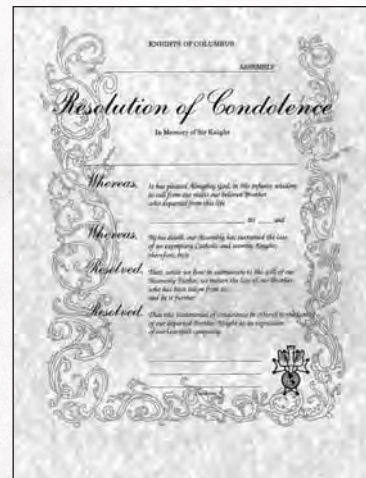 KNIGHTS OF COLUMBUS
ASSEMBLY
Resolution of Condolence
In Memory of Sir Knight
Whereas, It has pleased Almighty God, in His infinite wisdom
to call from our midst our beloved Brother
who departed from this life
20 and
Whereas, By his death, our Assembly has sustained the loss
of an exemplary Catholic and worthy Knight;
therefore, be it
Resolved, That, while we bow in submission to the will of our
Heavenly Father, we mourn the loss of our Brother
who has been taken from us;
and be it further
Resolved, That this testimonial of condolence be offered to the family
of our departed Brother Knight as an expression
of our heartfelt sympathy.